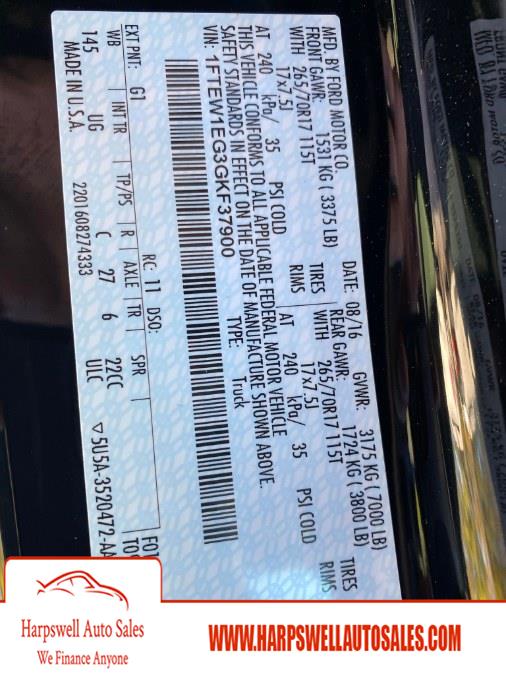 MFD. BY FORD MOTOR CO.
DATE: 08/16
GVWR: 3175 KG ( 7000 LB)
FRONT GAWR: 1531 KG ( 3375 LB)
REAR GAWR: 1724 KG ( 3800 LB)
WITH 265/70R17 115T TIRES
WITH 265/70R17 115T TIRES
17x7.5J RIMS
17x7.5J RIMS
AT 240 kPa/ 35 PSI COLD
AT 240 kPa/ 35 PSI COLD
THIS VEHICLE CONFORMS TO ALL APPLICABLE FEDERAL MOTOR VEHICLE
SAFETY STANDARDS IN EFFECT ON THE DATE OF MANUFACTURE SHOWN ABOVE.
VIN: 1FTEW1EG3GKF37900
TYPE: Truck
EXT PNT: G1
RC: 11 DSO:
WB INT TR TP/PS R AXLE TR SPR
145 UG C 27 6 22CC
MADE IN U.S.A.
2201608274333
ULC
▽5U5A-3520472-AA
Harpswell Auto Sales
We Finance Anyone
WWW.HARPSWELLAUTOSALES.COM